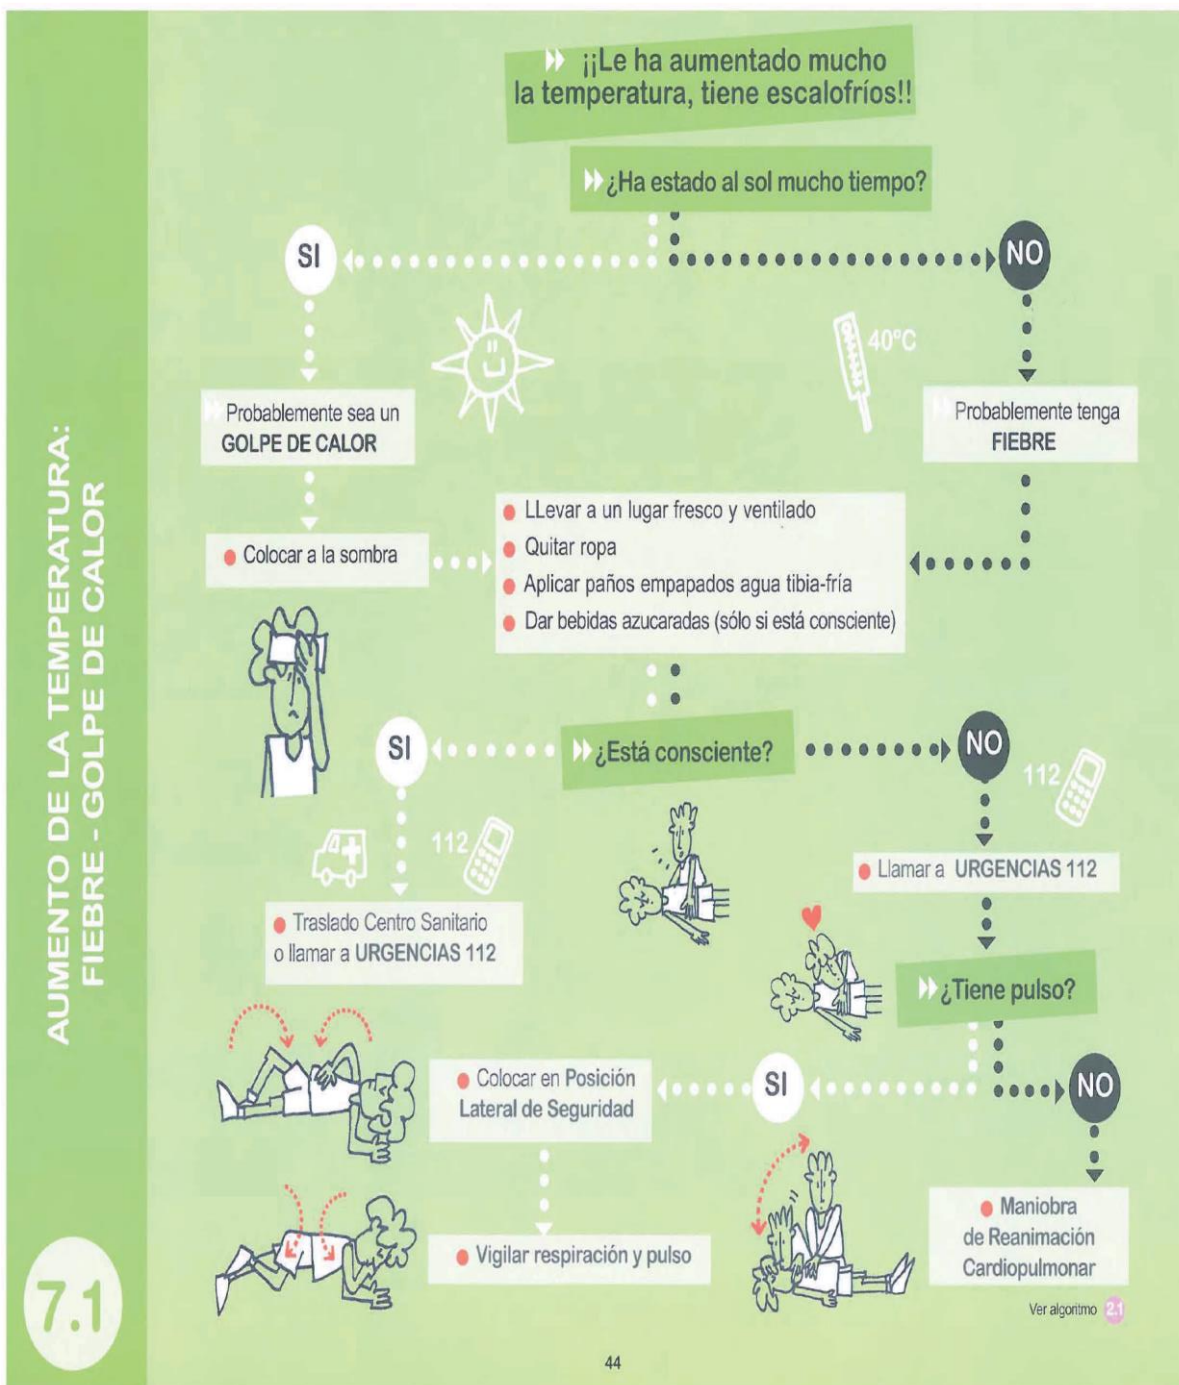 AUMENTO DE LA TEMPERATURA:
FIEBRE - GOLPE DE CALOR
7.1
¡¡Le ha aumentado mucho
la temperatura, tiene escalofríos!!
¿Ha estado al sol mucho tiempo?
SI
NO
40ºC
Probablemente sea un
GOLPE DE CALOR
Probablemente tenga
FIEBRE
Colocar a la sombra
LLevar a un lugar fresco y ventilado
Quitar ropa
Aplicar paños empapados agua tibia-fría
Dar bebidas azucaradas (sólo si está consciente)
¿Está consciente?
SI
NO
112
112
Traslado Centro Sanitario
o llamar a URGENCIAS 112
Llamar a URGENCIAS 112
¿Tiene pulso?
SI
NO
Colocar en Posición
Lateral de Seguridad
Vigilar respiración y pulso
Maniobra
de Reanimación
Cardiopulmonar
Ver algoritmo 2.1
44